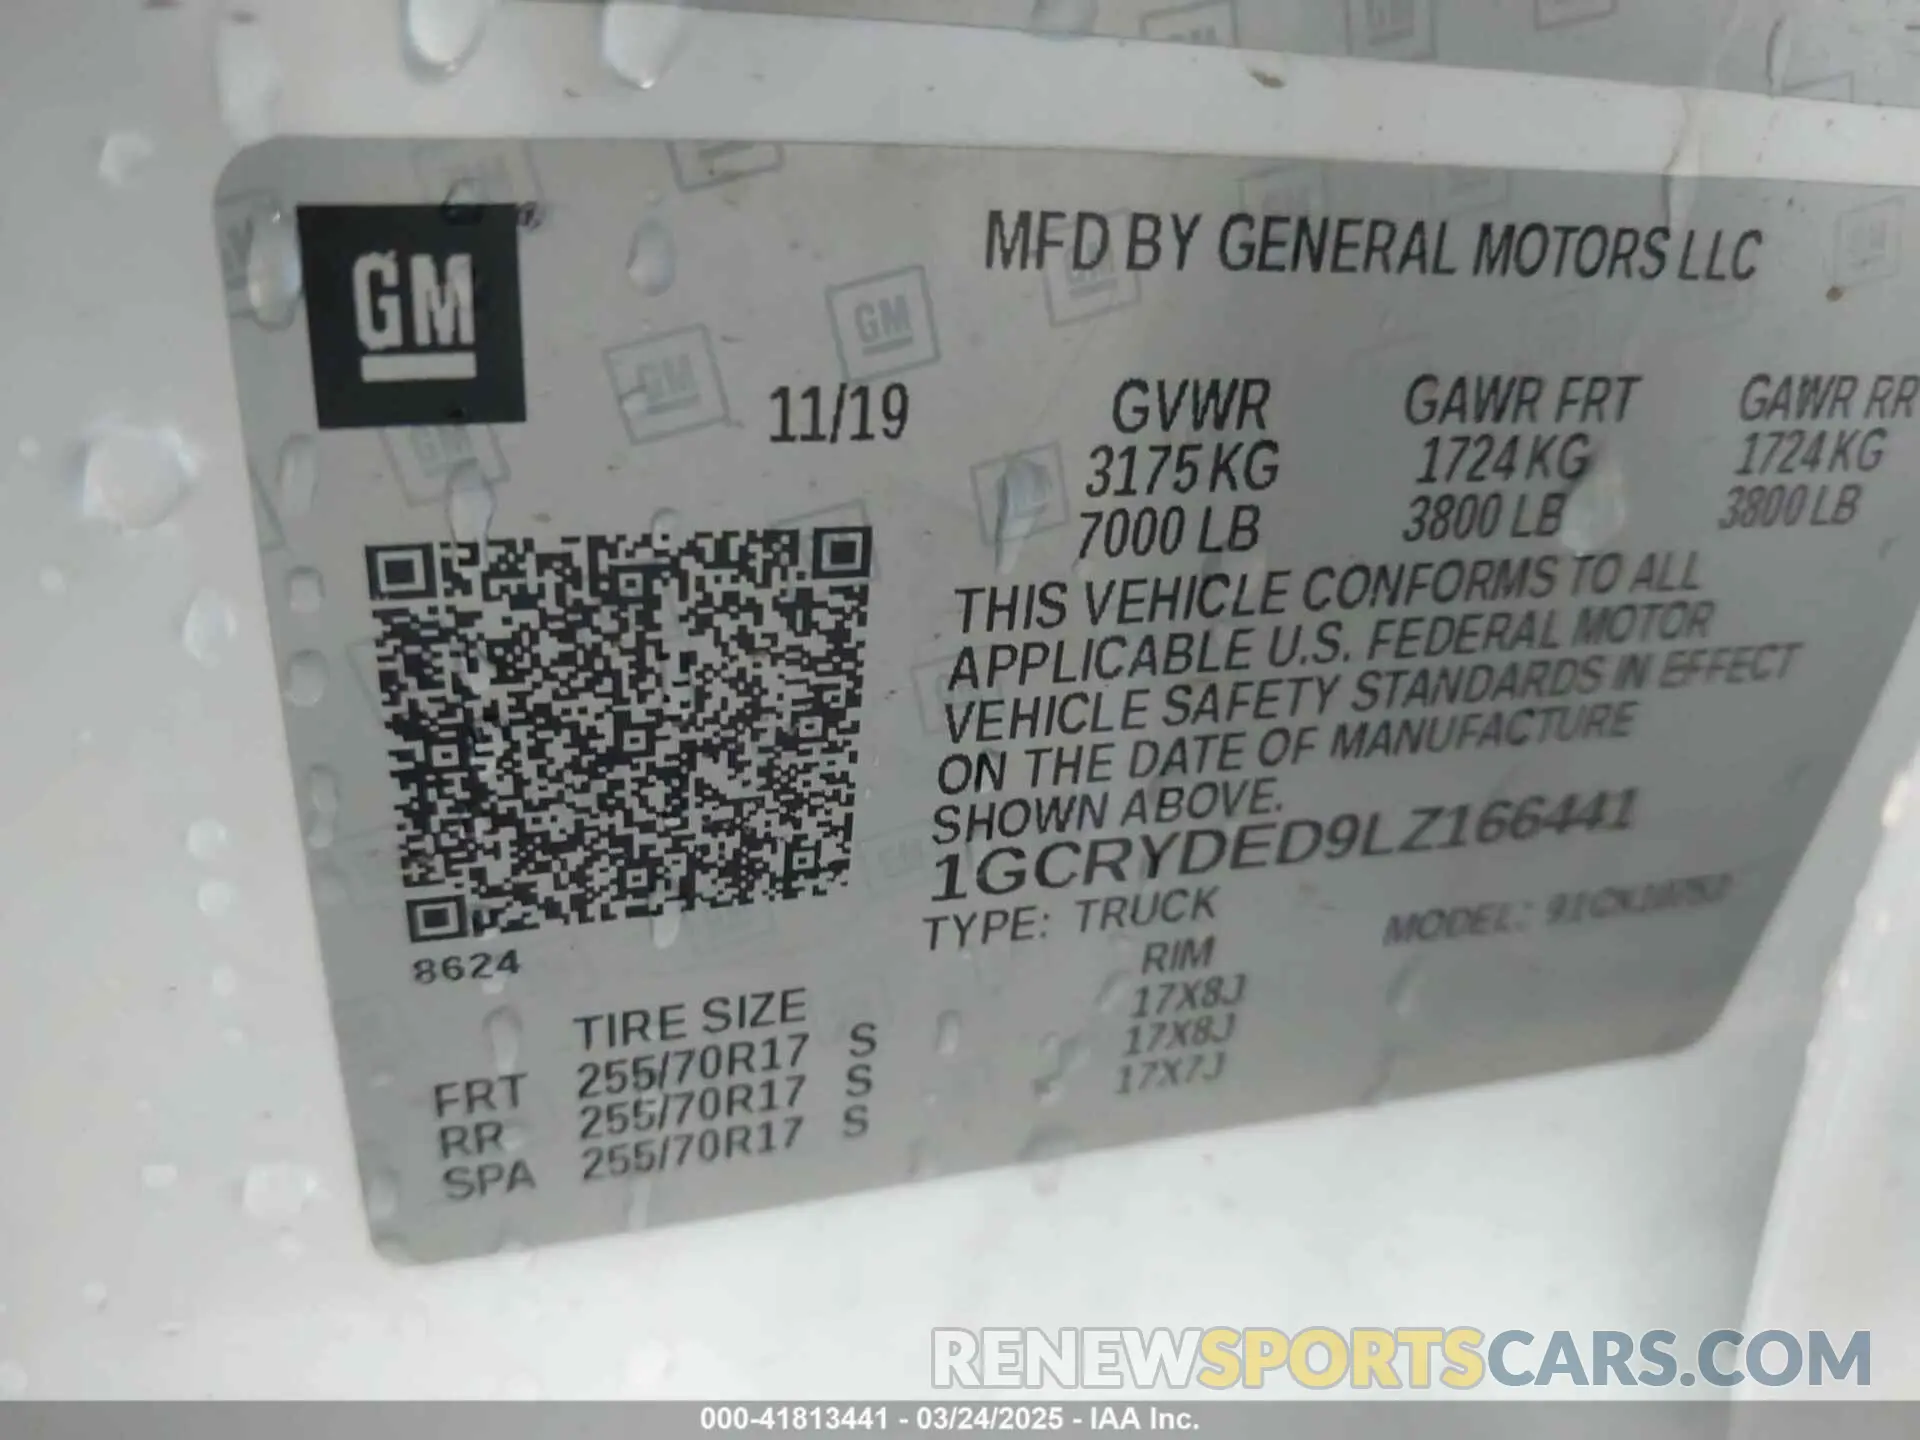 GM
MFD BY GENERAL MOTORS LLC
11/19
GVWR GAWR FRT GAWR RR
3175 KG 1724 KG 1724 KG
7000 LB 3800 LB 3800 LB
THIS VEHICLE CONFORMS TO ALL
APPLICABLE U.S. FEDERAL MOTOR
VEHICLE SAFETY STANDARDS IN EFFECT
ON THE DATE OF MANUFACTURE
SHOWN ABOVE.
1GCRYDED9LZ166441
TYPE: TRUCK MODEL:
8624
TIRE SIZE RIM
FRT 255/70R17 S 17X8J
RR 255/70R17 S 17X8J
SPA 255/70R17 S 17X7J
RENEWSPORTSCARS.COM
000-41813441 - 03/24/2025 - IAA Inc.